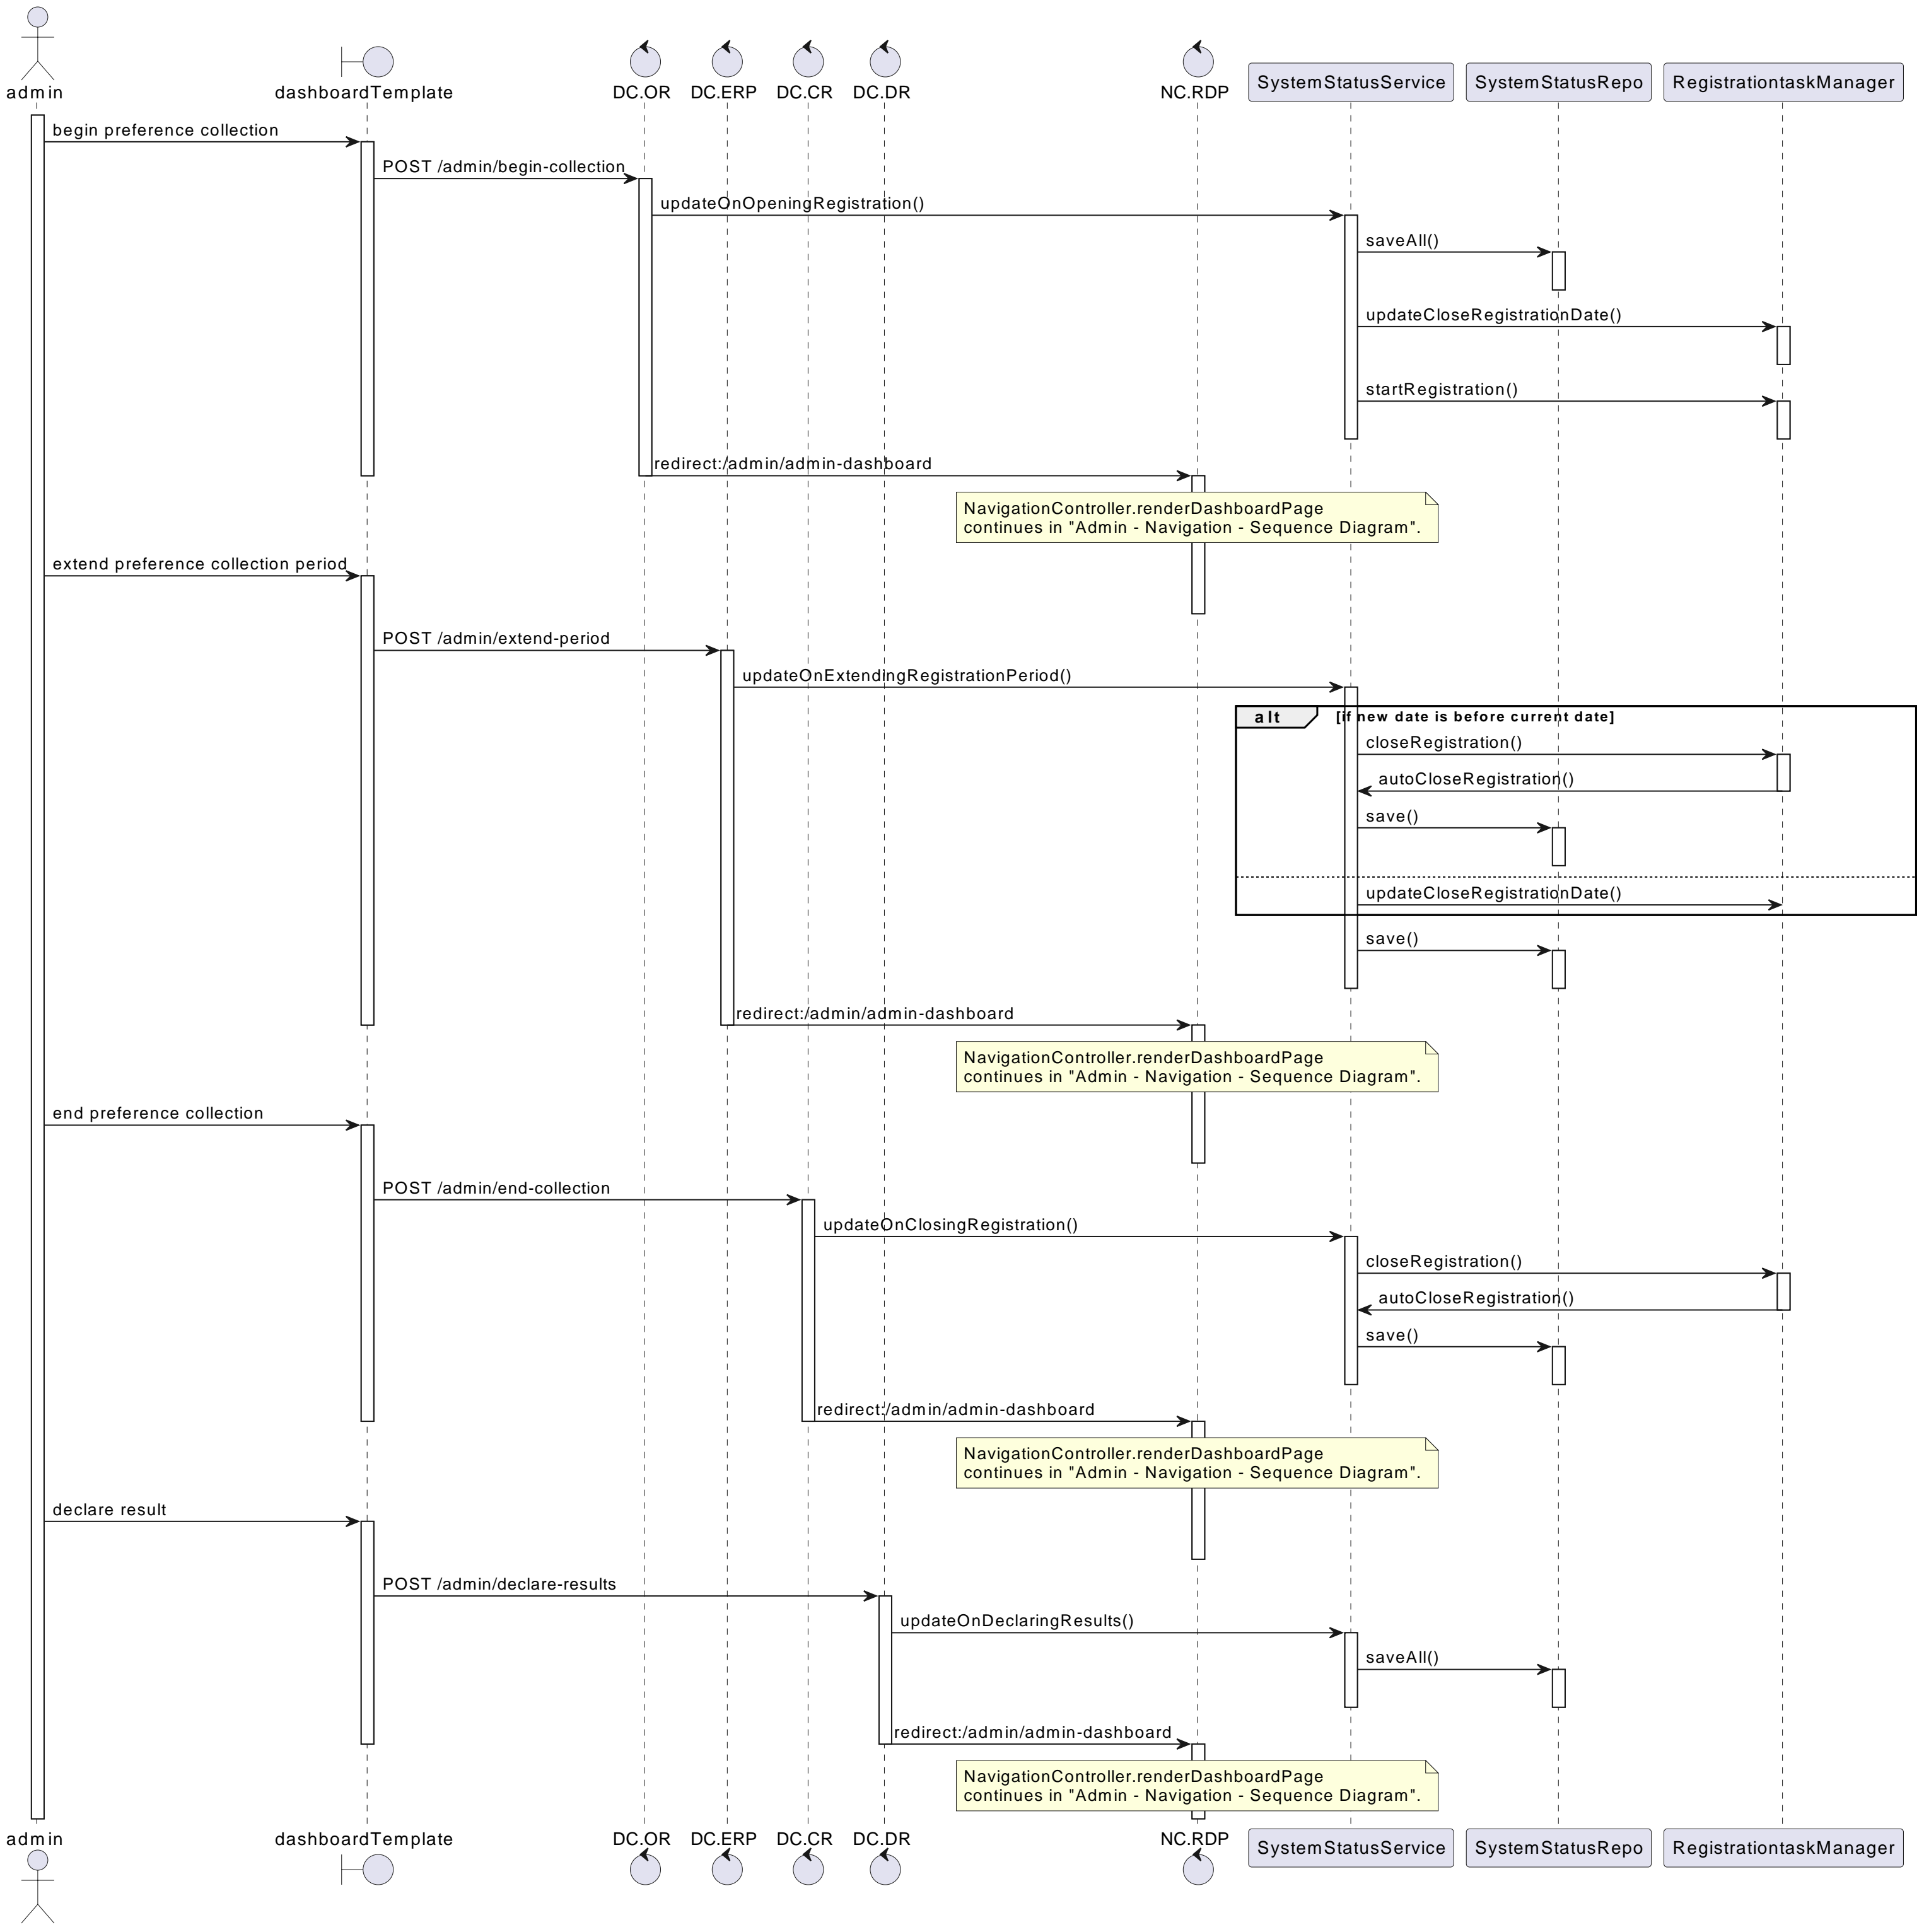 admin
dashboardTemplate
DC.OR
DC.ERP
DC.CR
DC.DR
NC.RDP
SystemStatusService
SystemStatusRepo
RegistrationtaskManager
begin preference collection
POST /admin/begin-collection
updateOnOpeningRegistration()
saveAll()
updateCloseRegistrationDate()
startRegistration()
redirect:/admin/admin-dashboard
NavigationController.renderDashboardPage
continues in "Admin - Navigation - Sequence Diagram".
extend preference collection period
POST /admin/extend-period
updateOnExtendingRegistrationPeriod()
alt
[if new date is before current date]
closeRegistration()
autoCloseRegistration()
save()
updateCloseRegistrationDate()
save()
redirect:/admin/admin-dashboard
NavigationController.renderDashboardPage
continues in "Admin - Navigation - Sequence Diagram".
end preference collection
POST /admin/end-collection
updateOnClosingRegistration()
closeRegistration()
autoCloseRegistration()
save()
redirect:/admin/admin-dashboard
NavigationController.renderDashboardPage
continues in "Admin - Navigation - Sequence Diagram".
declare result
POST /admin/declare-results
updateOnDeclaringResults()
saveAll()
redirect:/admin/admin-dashboard
NavigationController.renderDashboardPage
continues in "Admin - Navigation - Sequence Diagram".
admin
dashboardTemplate
DC.OR
DC.ERP
DC.CR
DC.DR
NC.RDP
SystemStatusService
SystemStatusRepo
RegistrationtaskManager